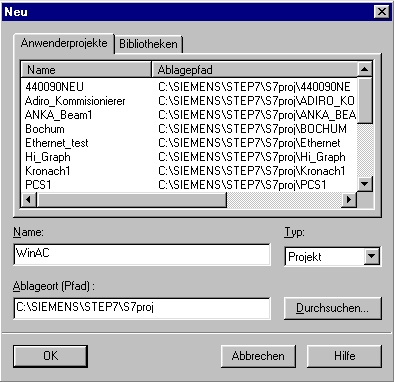 Neu
Anwenderprojekte Bibliotheken
Name Ablagepfad
440090NEU C:\SIEMENS\STEP7\S7proj\440090NE
Adiro_Kommisionierer C:\SIEMENS\STEP7\S7proj\ADIRO_KO
ANKA_Beam1 C:\SIEMENS\STEP7\S7proj\ANKA_BEA
Bochum C:\SIEMENS\STEP7\S7proj\BOCHUM
Ethernet_test C:\SIEMENS\STEP7\S7proj\Ethernet
Hi_Graph C:\SIEMENS\STEP7\S7proj\Hi_Graph
Kronach1 C:\SIEMENS\STEP7\S7proj\Kronach1
PCS1 C:\SIEMENS\STEP7\S7proj\PCS1
Name: Typ:
WinAC Projekt
Ablageort (Pfad) :
C:\SIEMENS\STEP7\S7proj Durchsuchen...
OK Abbrechen Hilfe